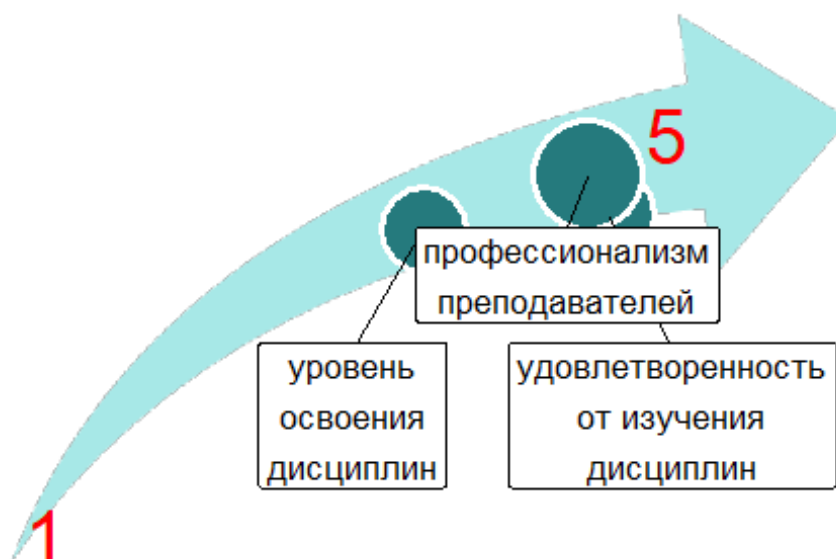 5
профессионализм
преподавателей
уровень
освоения
дисциплин
удовлетворенность
от изучения
дисциплин
1